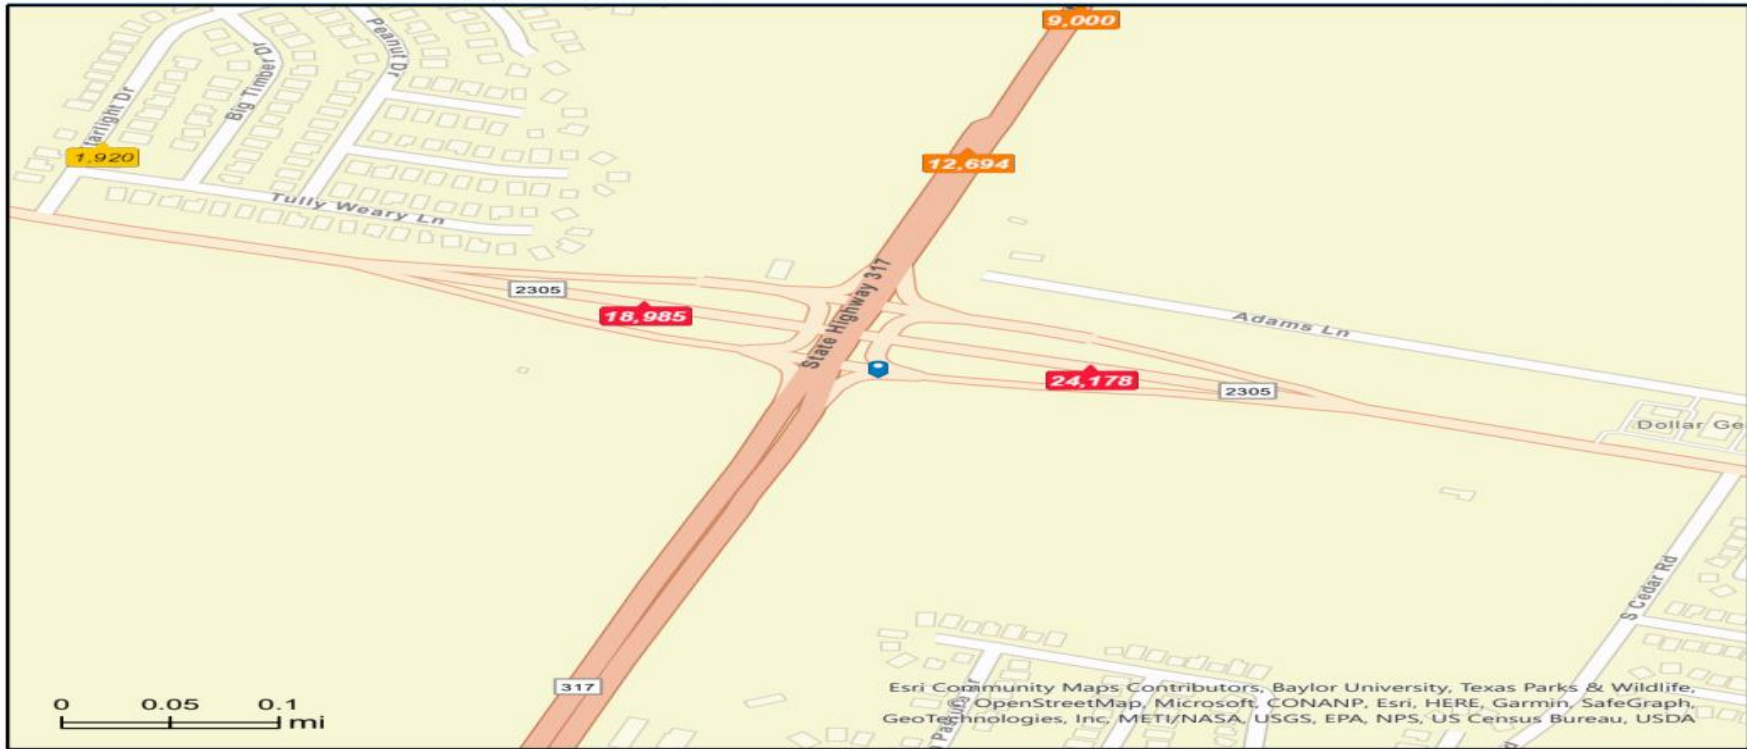 9,000
Peanut Dr
Big Timber Dr
tarlight Dr
1,920
12,694
Tully Weary Ln
2305
18,985
State Highway 317
Adams Ln
24,178
2305
Dollar Ge
S Cedar Rd
317
0 0.05 0.1
mi
Esri Community Maps Contributors, Baylor University, Texas Parks & Wildlife,
OpenStreetMap, Microsoft, CONANP, Esri, HERE, Garmin, SafeGraph,
GeoTechnologies, Inc, METI/NASA, USGS, EPA, NPS, US Census Bureau, USDA